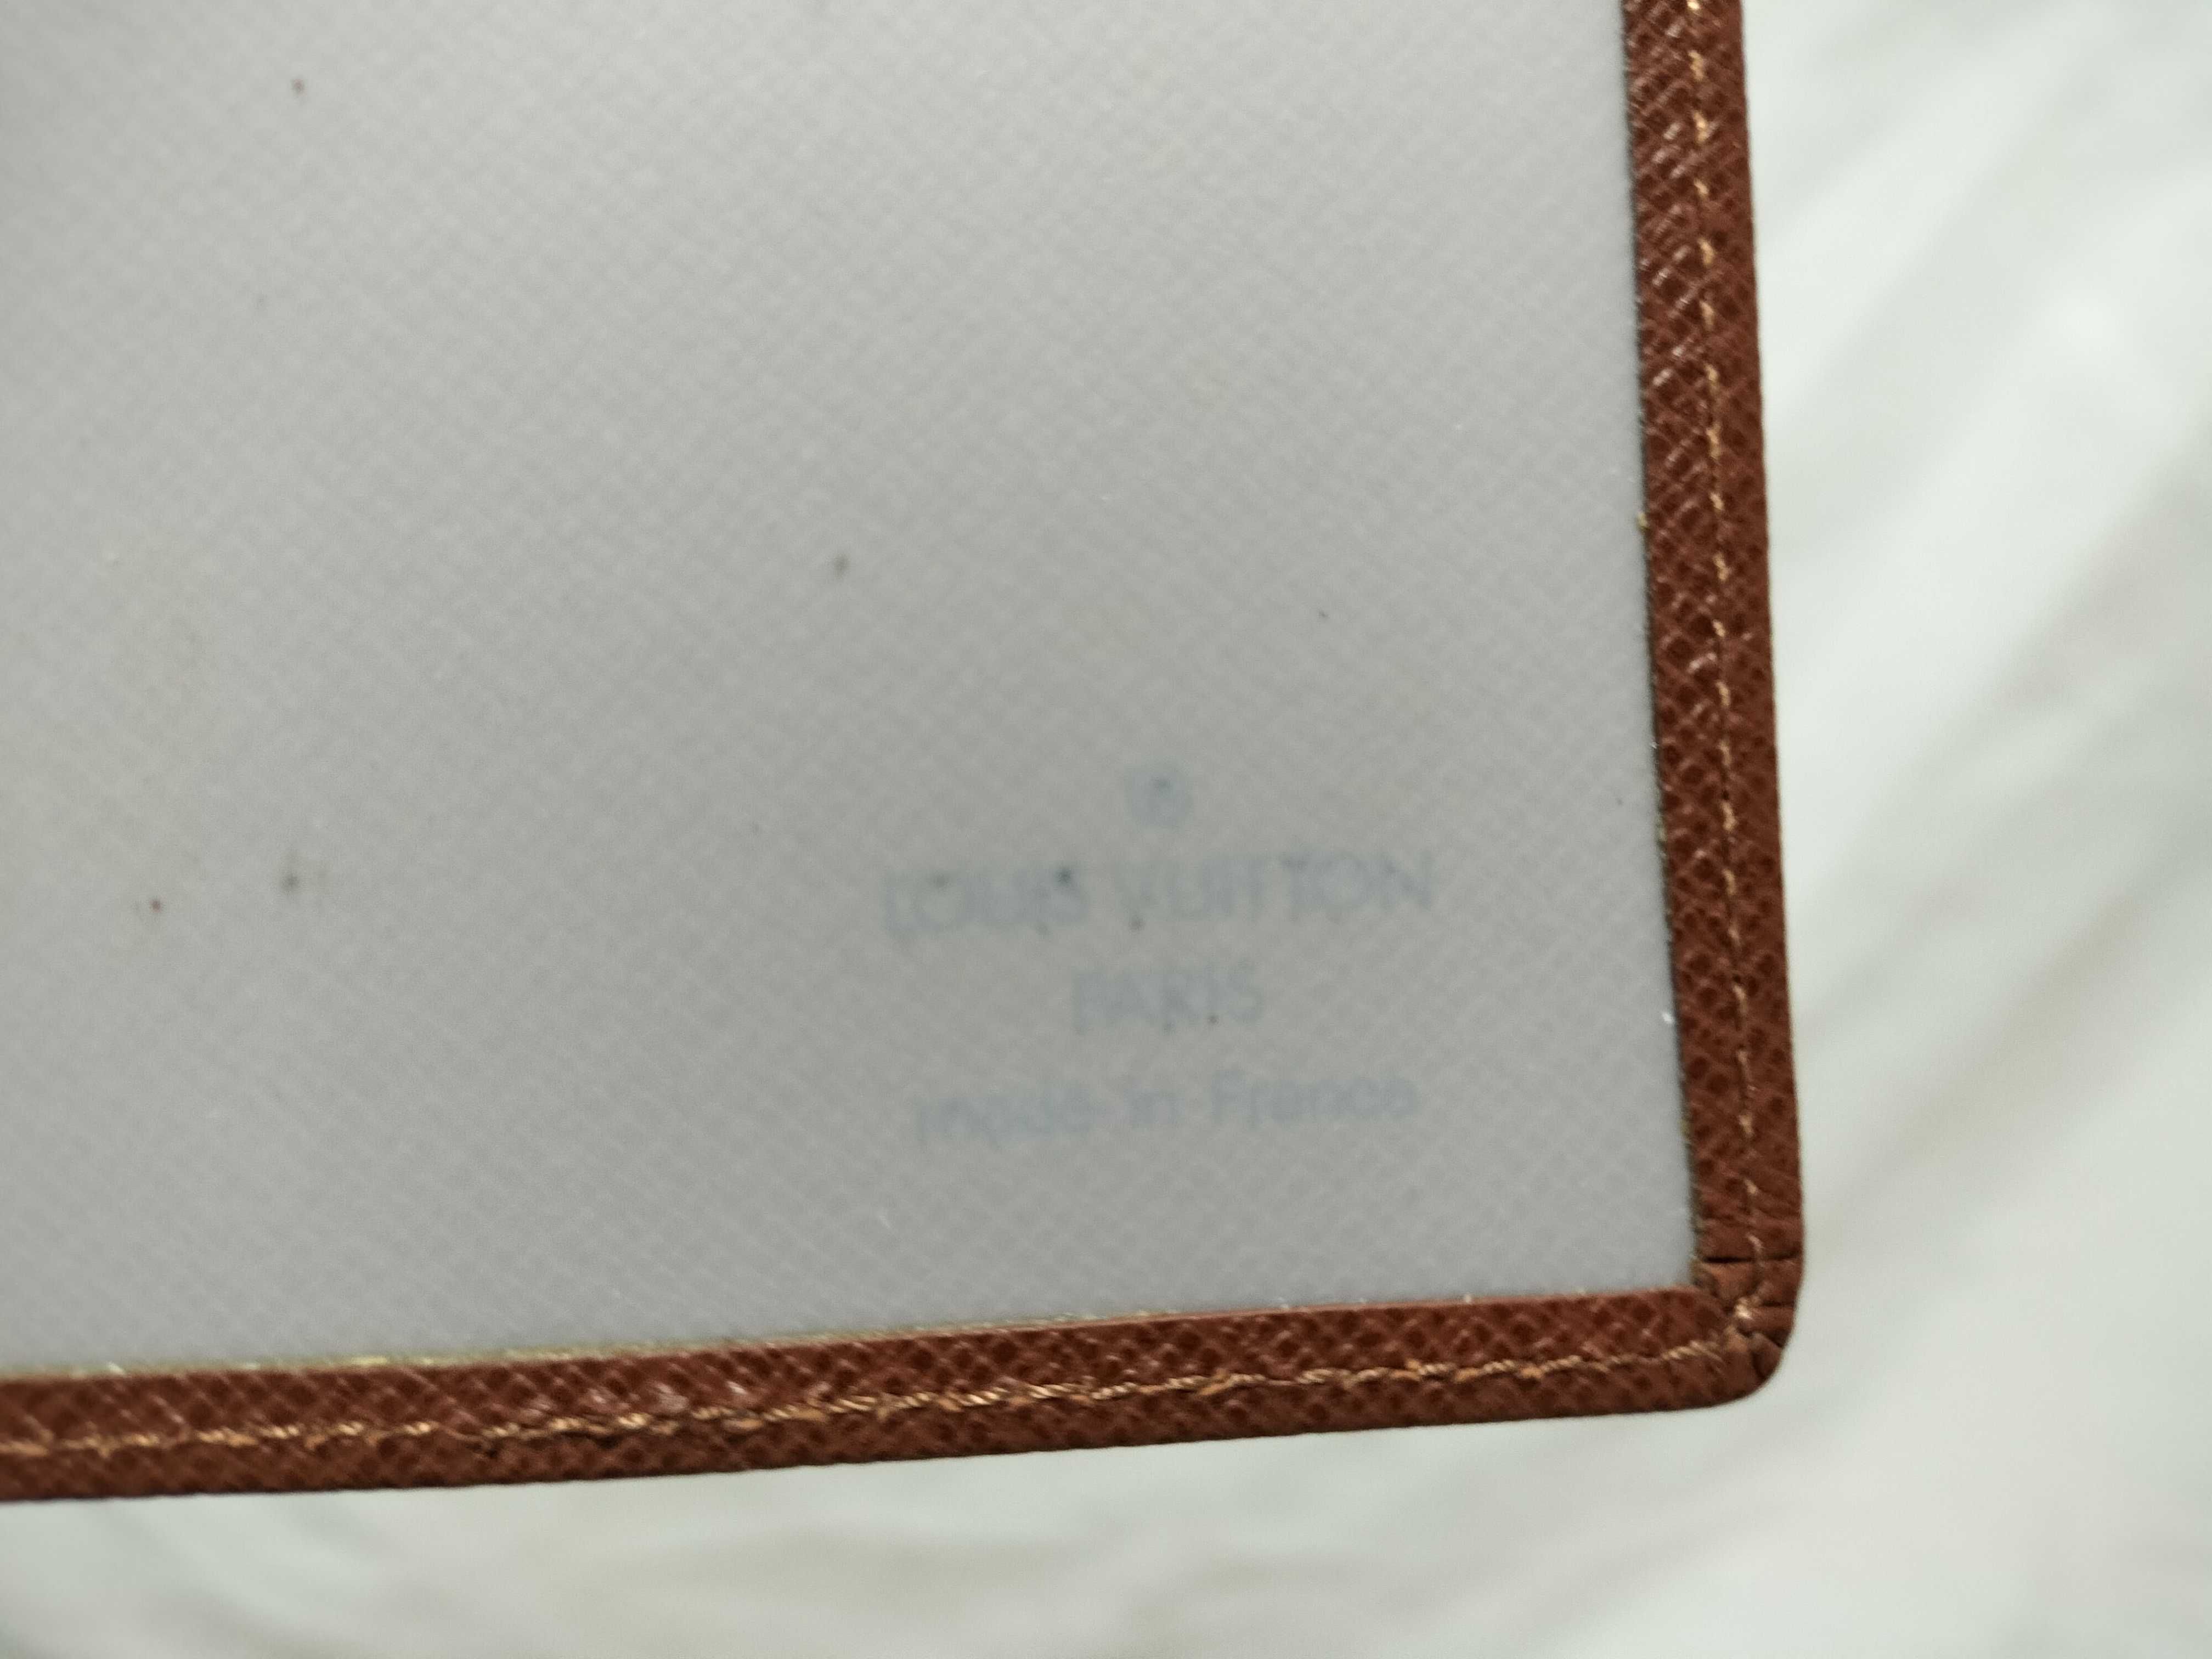 ®
LOUIS VUITTON
PARIS
made in France